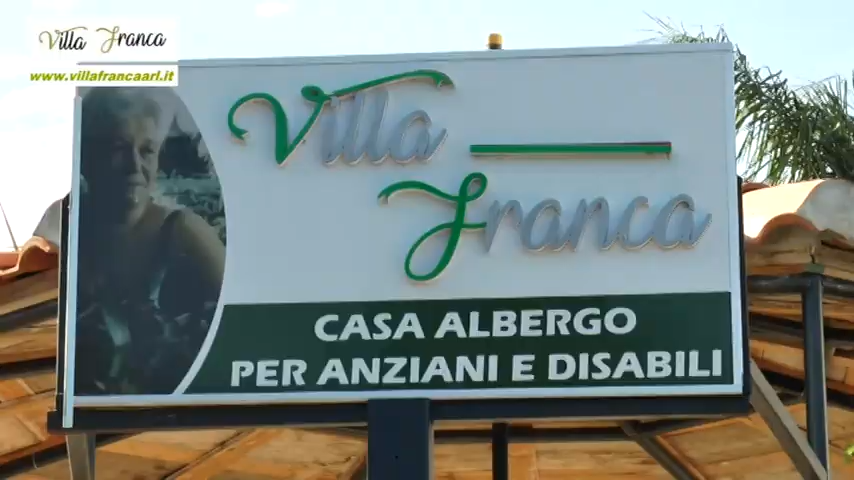 Villa Franca
www.villafrancaarl.it
Villa
Franca
CASA ALBERGO
PER ANZIANI E DISABILI